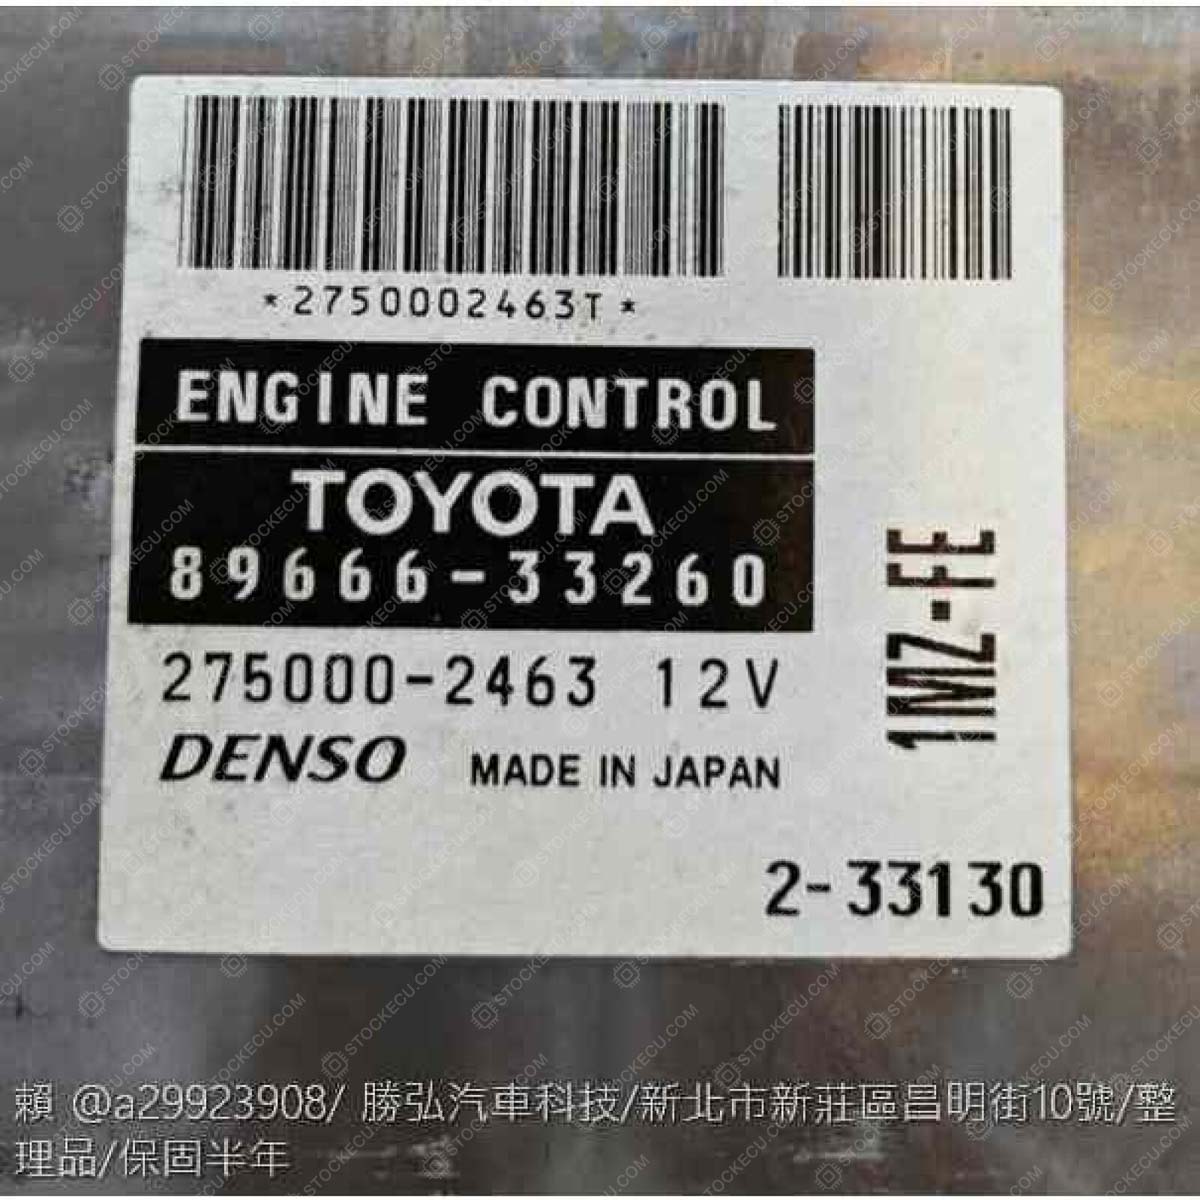 *2750002463T*
ENGINE CONTROL
TOYOTA
89666-33260
275000-2463 12V
DENSO MADE IN JAPAN
1MZ-FE
2-33130
賴 @a29923908/ 勝弘汽車科技/新北市新莊區昌明街10號/整
理品/保固半年
STOCKECU.COM